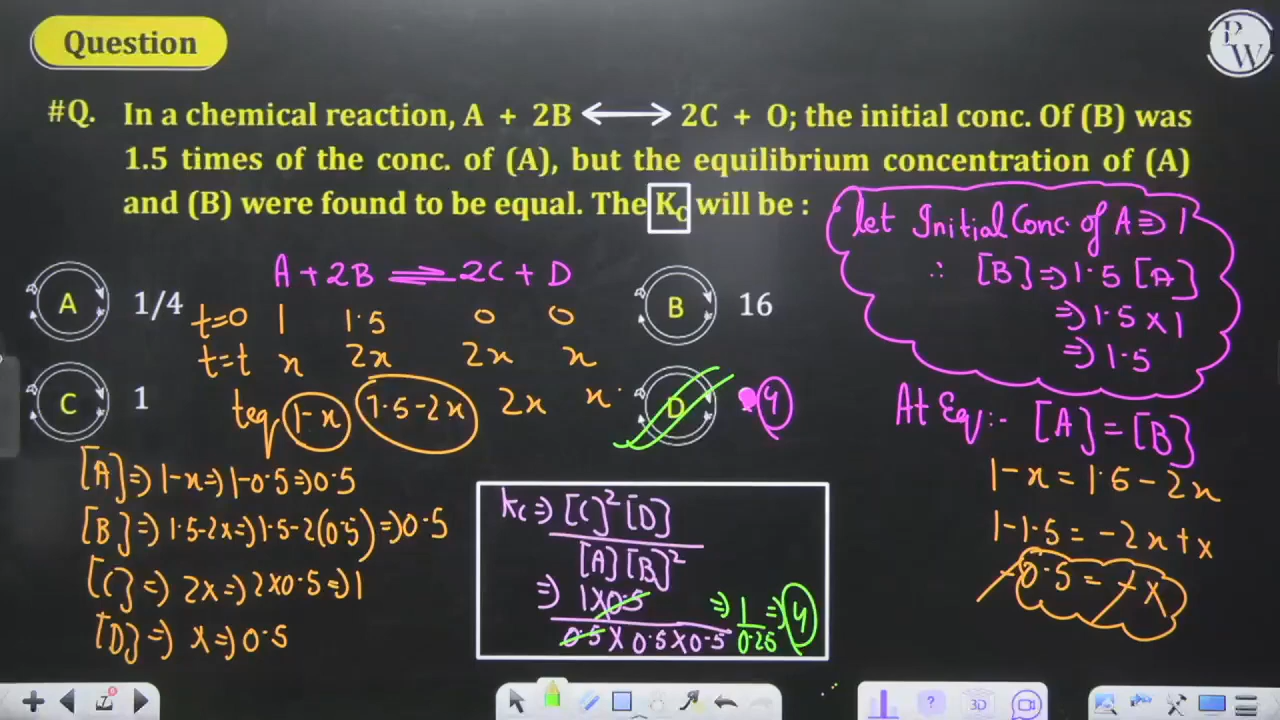 Question
PW
#Q. In a chemical reaction, A + 2B ⟷ 2C + O; the initial conc. Of (B) was
1.5 times of the conc. of (A), but the equilibrium concentration of (A)
and (B) were found to be equal. The K_C will be :
let Initial Conc. of A ⇒ 1
∴ [B] ⇒ 1.5 [A]
⇒ 1.5 × 1
⇒ 1.5
A + 2B ⇌ 2C + D
A 1/4
B 16
t=0 1 1.5 0 0
t=t x 2x 2x x
C 1
D 4
teq 1-x 1.5-2x 2x x
At Eq:- [A] = [B]
1-x = 1.5-2x
1-1.5 = -2x+x
-0.5 = -x
[A] ⇒ 1-x ⇒ 1-0.5 ⇒ 0.5
[B] ⇒ 1.5-2x ⇒ 1.5-2(0.5) ⇒ 0.5
[C] ⇒ 2x ⇒ 2×0.5 ⇒ 1
[D] ⇒ x ⇒ 0.5
Kc ⇒ [C]² [D]
[A] [B]²
⇒ 1×0.5 ⇒ 1 ⇒ 4
0.5 × 0.5 × 0.5 0.25
3D